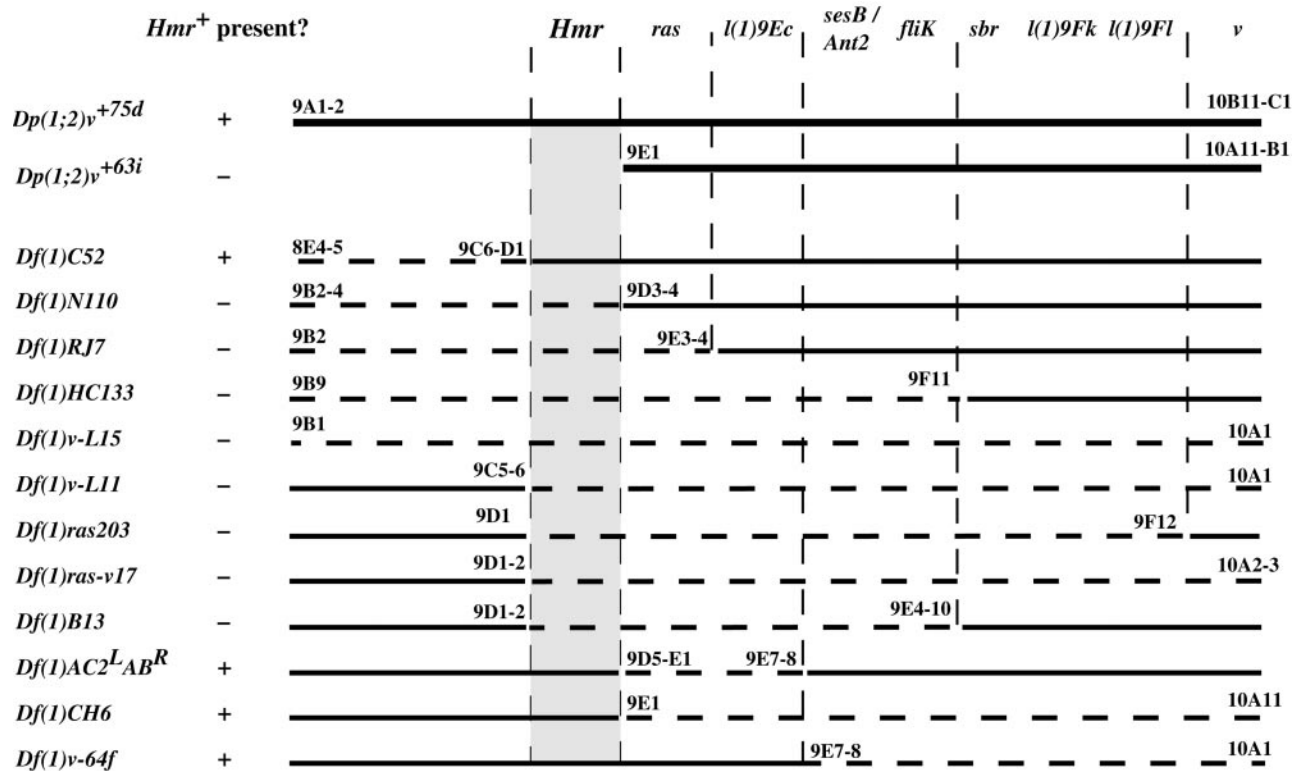 Hmr+ present? Hmr ras l(1)9Ec sesB / Ant2 fliK sbr l(1)9Fk l(1)9Fl v
Dp(1;2)v+75d + 9A1-2 10B11-C1
Dp(1;2)v+63i – 9E1 10A11-B1
Df(1)C52 + 8E4-5 9C6-D1
Df(1)N110 – 9B2-4 9D3-4
Df(1)RJ7 – 9B2 9E3-4
Df(1)HC133 – 9B9 9F11
Df(1)v-L15 – 9B1 10A1
Df(1)v-L11 – 9C5-6 10A1
Df(1)ras203 – 9D1 9F12
Df(1)ras-v17 – 9D1-2 10A2-3
Df(1)B13 – 9D1-2 9E4-10
Df(1)AC2LABR + 9D5-E1 9E7-8
Df(1)CH6 + 9E1 10A11
Df(1)v-64f + 9E7-8 10A1